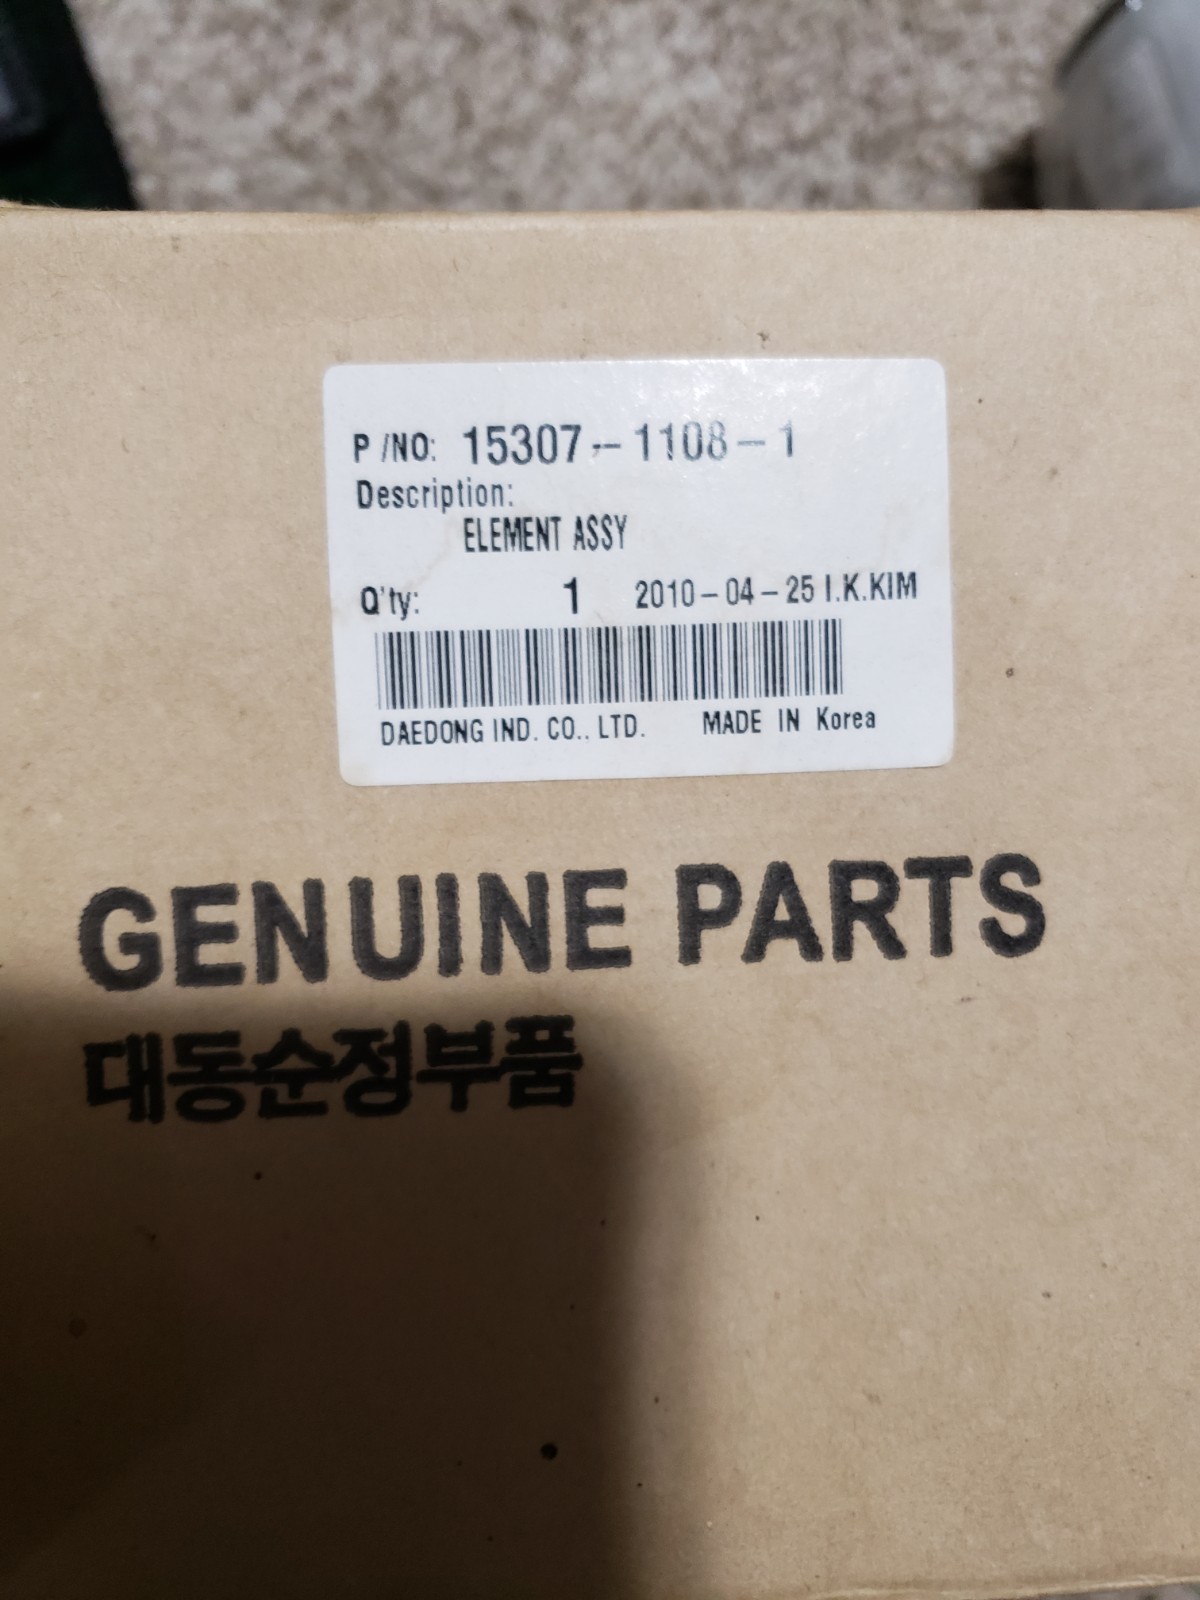 P/NO: 15307-1108-1
Description:
ELEMENT ASSY
Q'ty: 1 2010-04-25 I.K.KIM
DAEDONG IND. CO., LTD. MADE IN Korea
GENUINE PARTS
대동순정부품